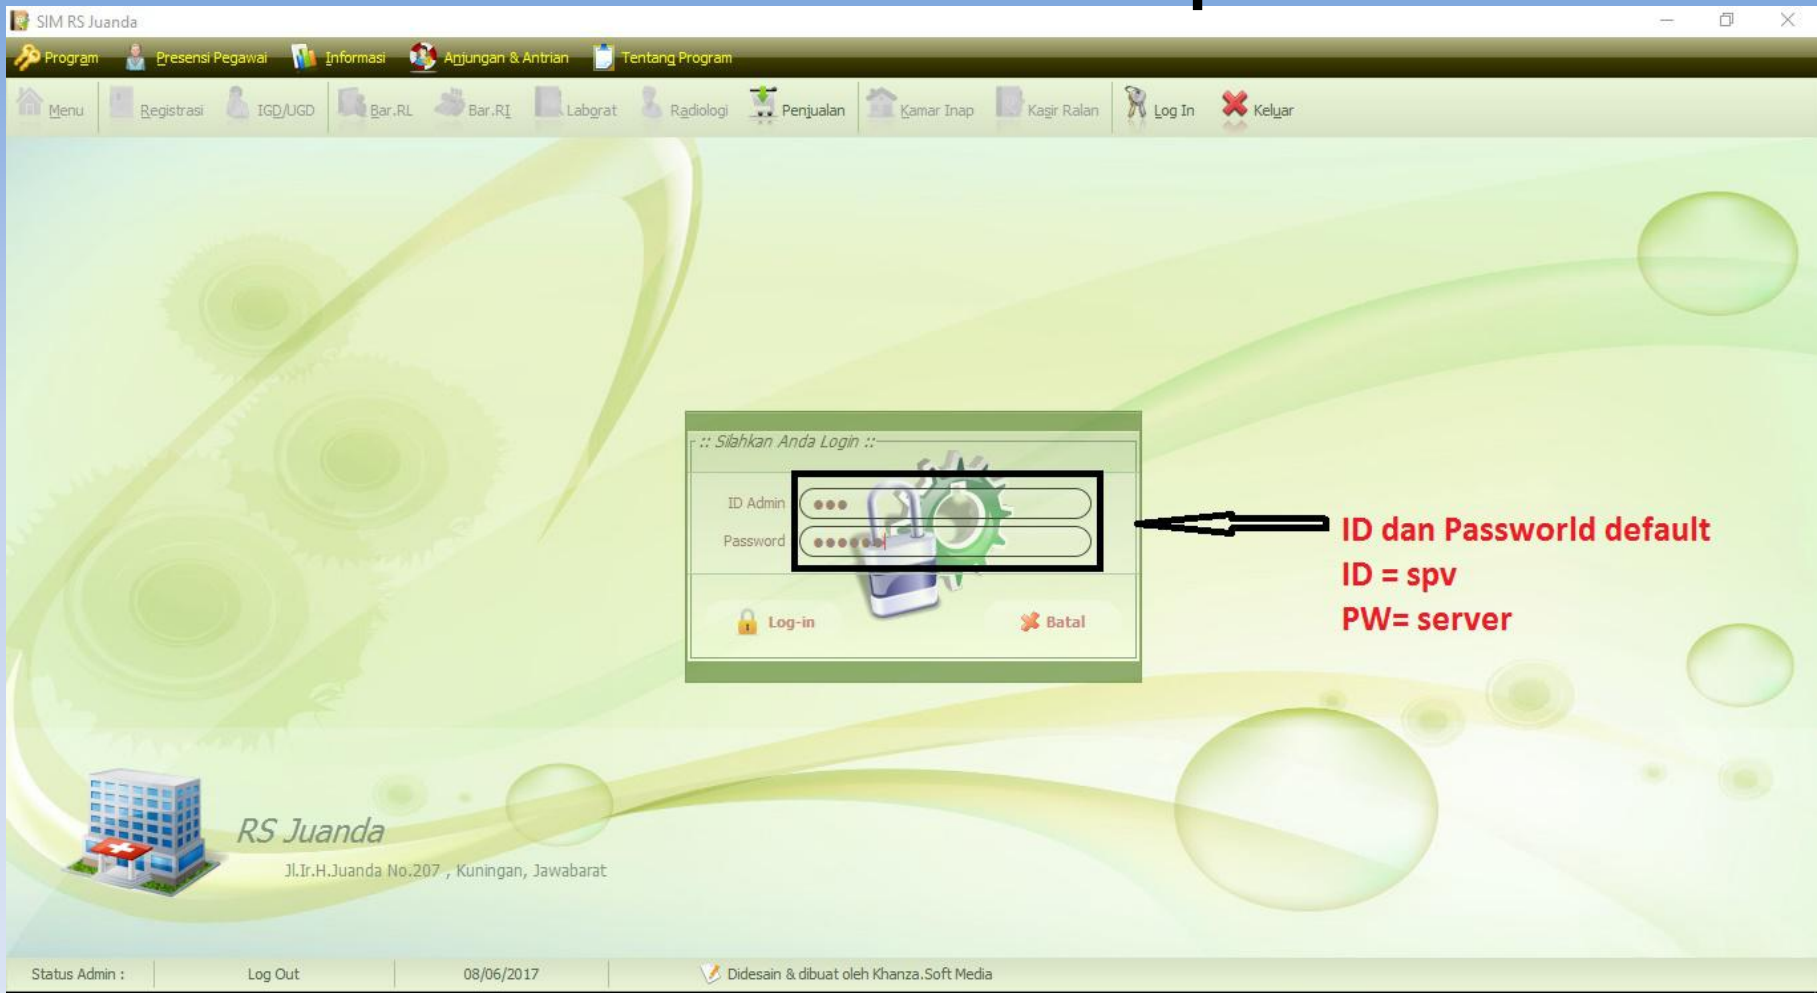 SIM RS Juanda
Program Presensi Pegawai Informasi Anjungan & Antrian Tentang Program
Menu Registrasi IGD/UGD Bar.RL Bar.RI Laborat Radiologi Penjualan Kamar Inap Kasir Ralan Log In Keluar
:: Silahkan Anda Login ::
ID Admin
Password
Log-in Batal
ID dan Passworld default
ID = spv
PW= server
RS Juanda
Jl.Ir.H.Juanda No.207 , Kuningan, Jawabarat
Status Admin : Log Out 08/06/2017 Didesain & dibuat oleh Khanza.Soft Media